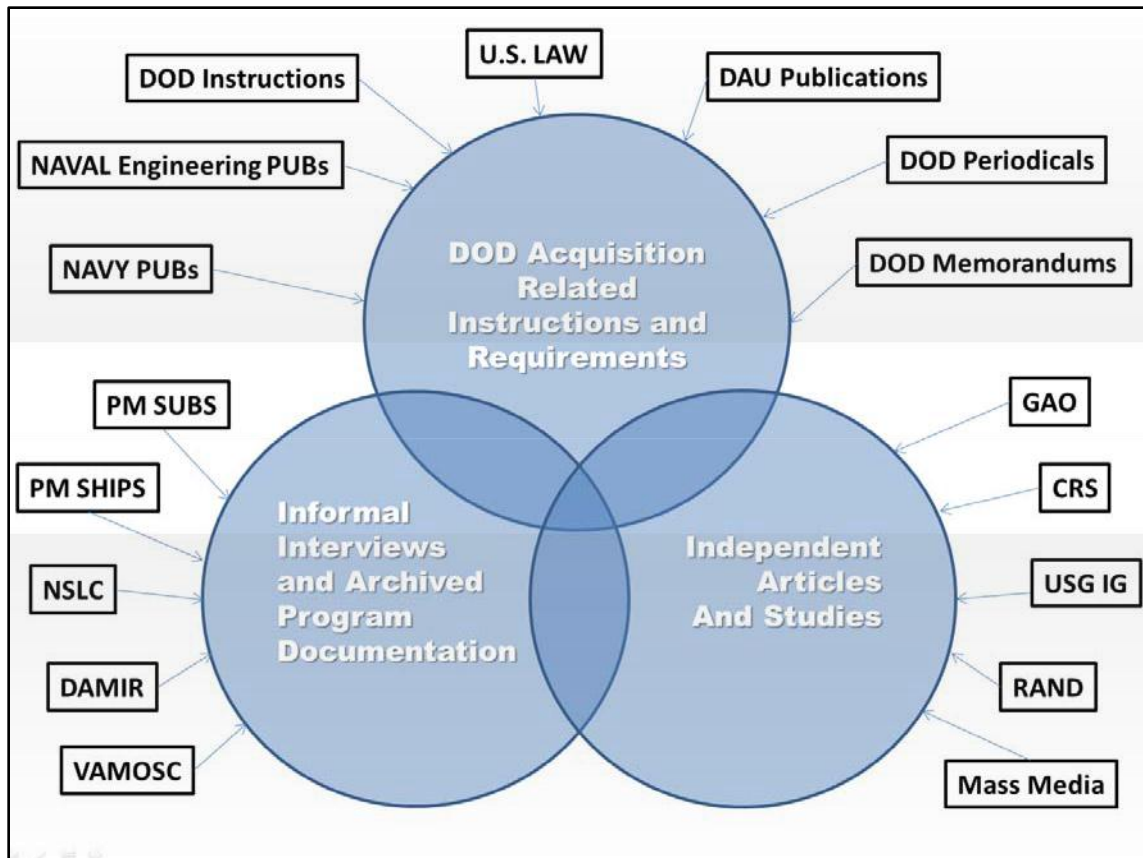 U.S. LAW
DOD Instructions
DAU Publications
NAVAL Engineering PUBs
DOD Periodicals
NAVY PUBs
DOD Memorandums
DOD Acquisition
Related
Instructions and
Requirements
PM SUBS
PM SHIPS
NSLC
DAMIR
VAMOSC
Informal
Interviews
and Archived
Program
Documentation
Independent
Articles
And Studies
GAO
CRS
USG IG
RAND
Mass Media